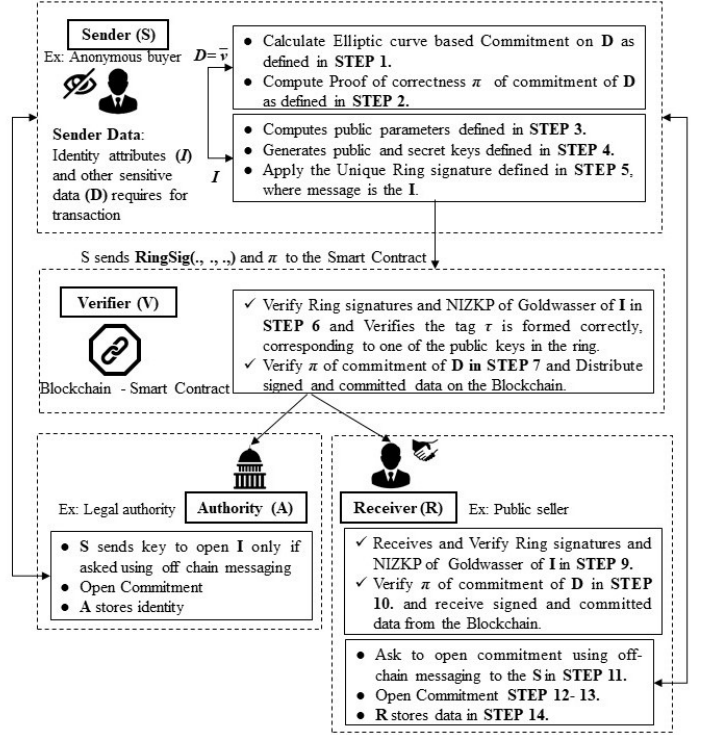 Sender (S)
Ex: Anonymous buyer
D= v̅
Sender Data:
Identity attributes (I)
and other sensitive
data (D) requires for
transaction
I
● Calculate Elliptic curve based Commitment on D as
defined in STEP 1.
● Compute Proof of correctness π of commitment of D
as defined in STEP 2.
● Computes public parameters defined in STEP 3.
● Generates public and secret keys defined in STEP 4.
● Apply the Unique Ring signature defined in STEP 5,
where message is the I.
S sends RingSig(., ., .,) and π to the Smart Contract
Verifier (V)
Blockchain - Smart Contract
✓ Verify Ring signatures and NIZKP of Goldwasser of I in
STEP 6 and Verifies the tag τ is formed correctly,
corresponding to one of the public keys in the ring.
✓ Verify π of commitment of D in STEP 7 and Distribute
signed and committed data on the Blockchain.
Ex: Legal authority
Authority (A)
● S sends key to open I only if
asked using off chain messaging
● Open Commitment
● A stores identity
Receiver (R)
Ex: Public seller
✓ Receives and Verify Ring signatures and
NIZKP of Goldwasser of I in STEP 9.
✓ Verify π of commitment of D in STEP
10. and receive signed and committed
data from the Blockchain.
● Ask to open commitment using off-
chain messaging to the S in STEP 11.
● Open Commitment STEP 12- 13.
● R stores data in STEP 14.